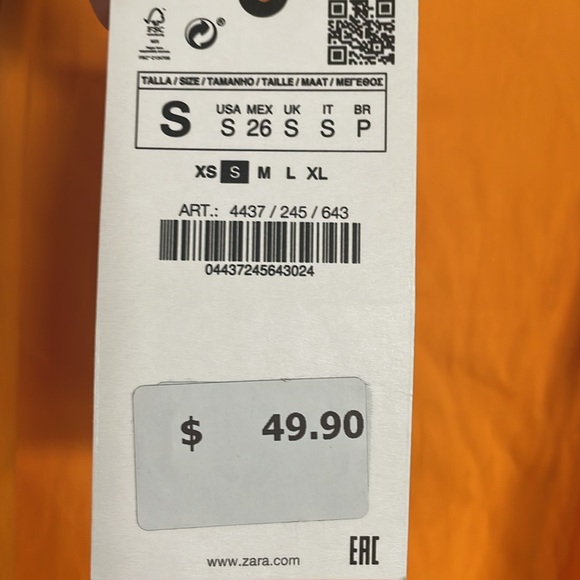 FSC
®
TALLA / SIZE / TAMANHO / TAILLE / MAAT / ΜΕΓΕΘΟΣ
S USA MEX UK IT BR
S 26 S S P
XS S M L XL
ART.: 4437 / 245 / 643
04437245643024
$ 49.90
www.zara.com
EAC